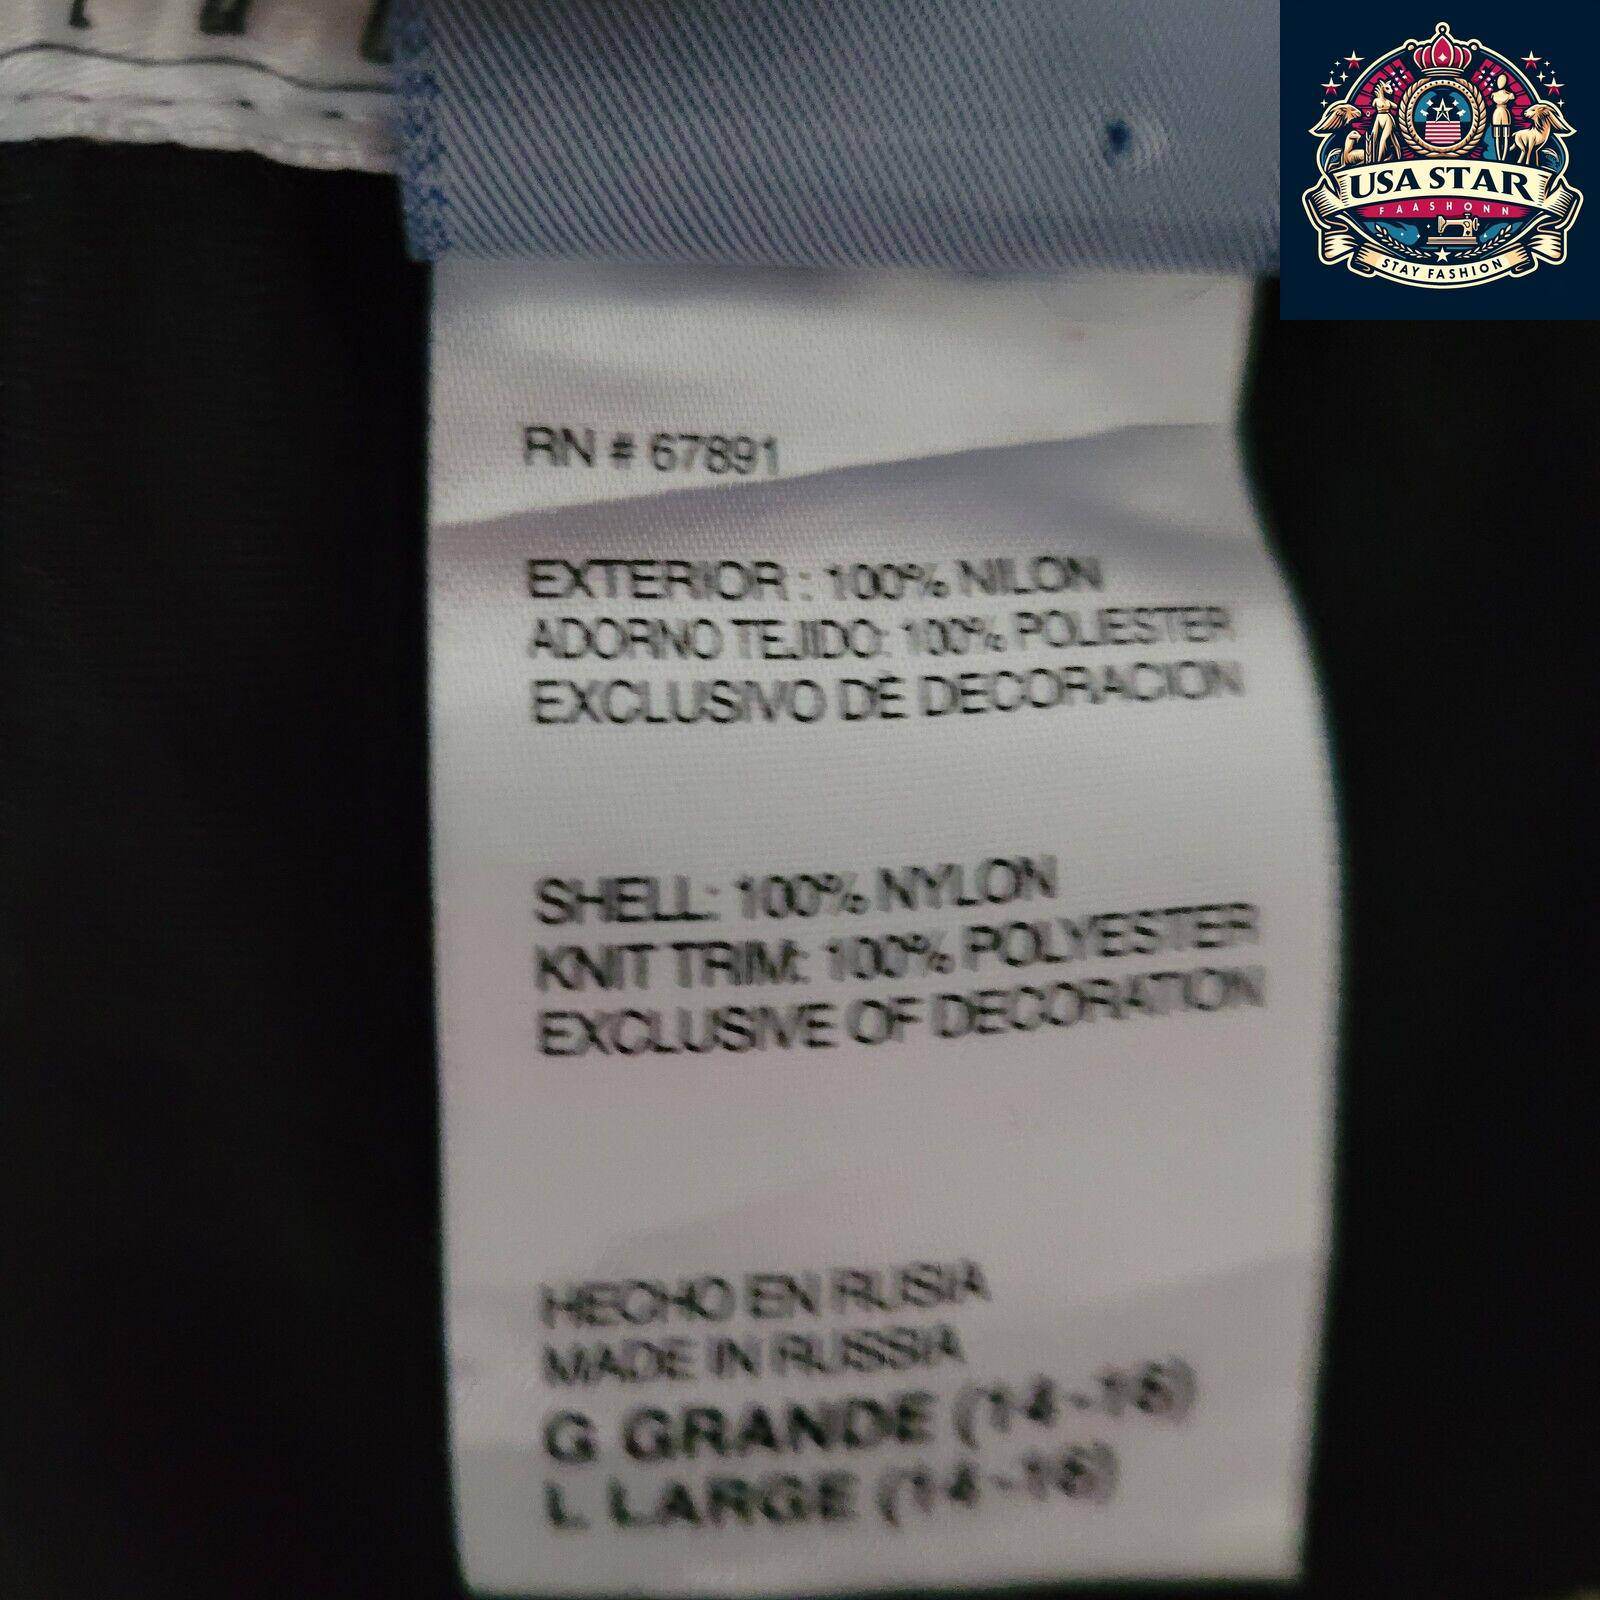 USA STAR
FAASHONN
STAY FASHION
RN # 67891
EXTERIOR : 100% NILON
ADORNO TEJIDO: 100% POLIESTER
EXCLUSIVO DE DECORACION
SHELL: 100% NYLON
KNIT TRIM: 100% POLYESTER
EXCLUSIVE OF DECORATION
HECHO EN RUSIA
MADE IN RUSSIA
G GRANDE (14-16)
L LARGE (14-16)